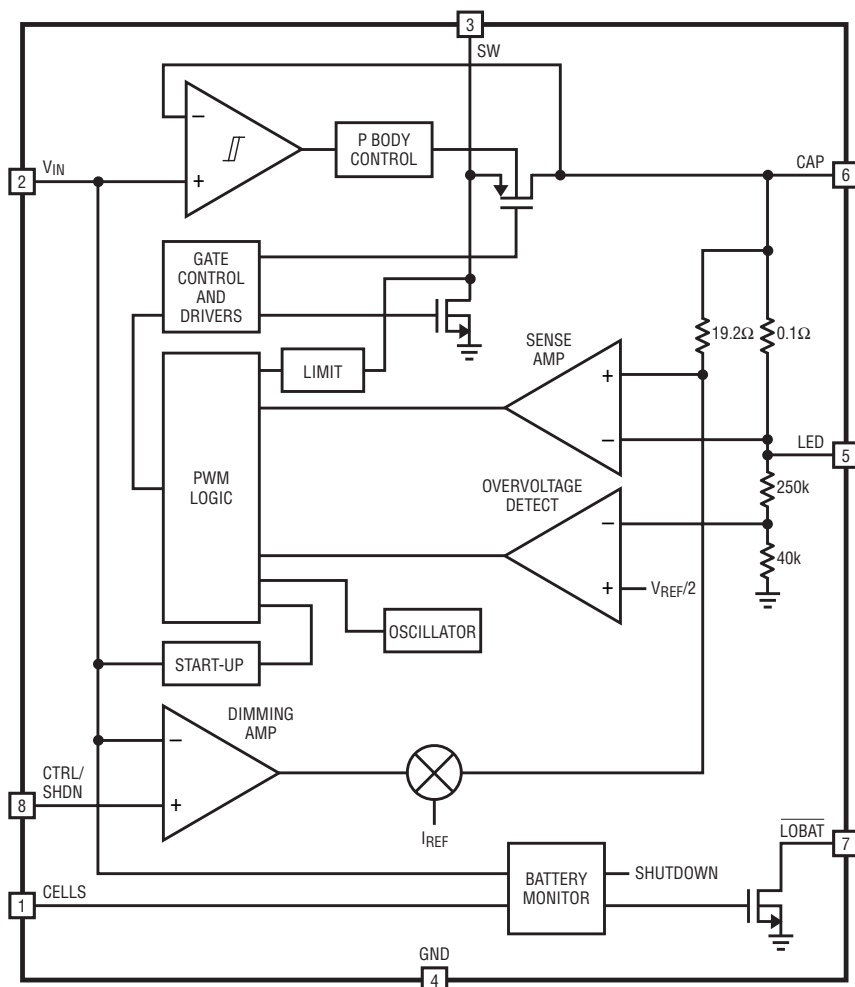 3
SW
−
+
P BODY
CONTROL
2
VIN
CAP
6
GATE
CONTROL
AND
DRIVERS
19.2Ω
0.1Ω
SENSE
AMP
LIMIT
+
−
LED
5
PWM
LOGIC
OVERVOLTAGE
DETECT
250k
−
40k
+
VREF/2
OSCILLATOR
START-UP
DIMMING
AMP
−
+
CTRL/
SHDN
8
IREF
LOBAT
7
BATTERY
MONITOR
SHUTDOWN
CELLS
1
GND
4